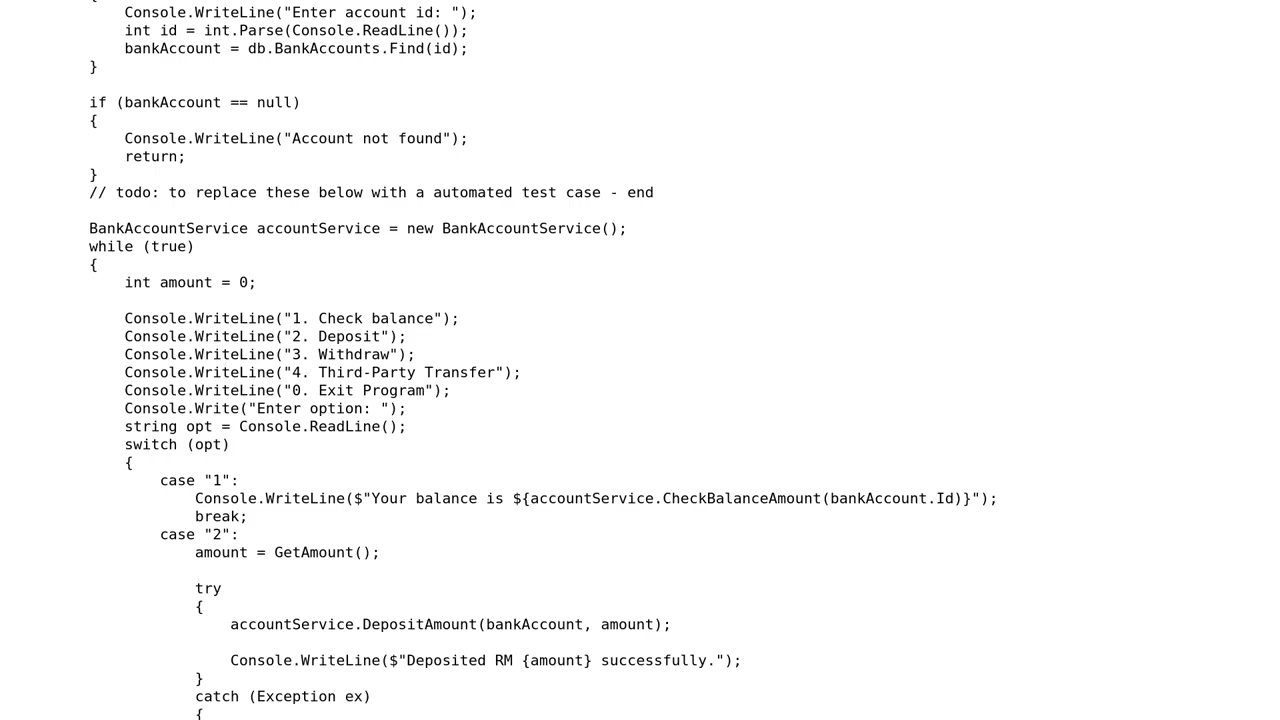 {
Console.WriteLine("Enter account id: ");
int id = int.Parse(Console.ReadLine());
bankAccount = db.BankAccounts.Find(id);
}
if (bankAccount == null)
{
Console.WriteLine("Account not found");
return;
}
// todo: to replace these below with a automated test case - end
BankAccountService accountService = new BankAccountService();
while (true)
{
int amount = 0;
Console.WriteLine("1. Check balance");
Console.WriteLine("2. Deposit");
Console.WriteLine("3. Withdraw");
Console.WriteLine("4. Third-Party Transfer");
Console.WriteLine("0. Exit Program");
Console.Write("Enter option: ");
string opt = Console.ReadLine();
switch (opt)
{
case "1":
Console.WriteLine($"Your balance is ${accountService.CheckBalanceAmount(bankAccount.Id)}");
break;
case "2":
amount = GetAmount();
try
{
accountService.DepositAmount(bankAccount, amount);
Console.WriteLine($"Deposited RM {amount} successfully.");
}
catch (Exception ex)
{